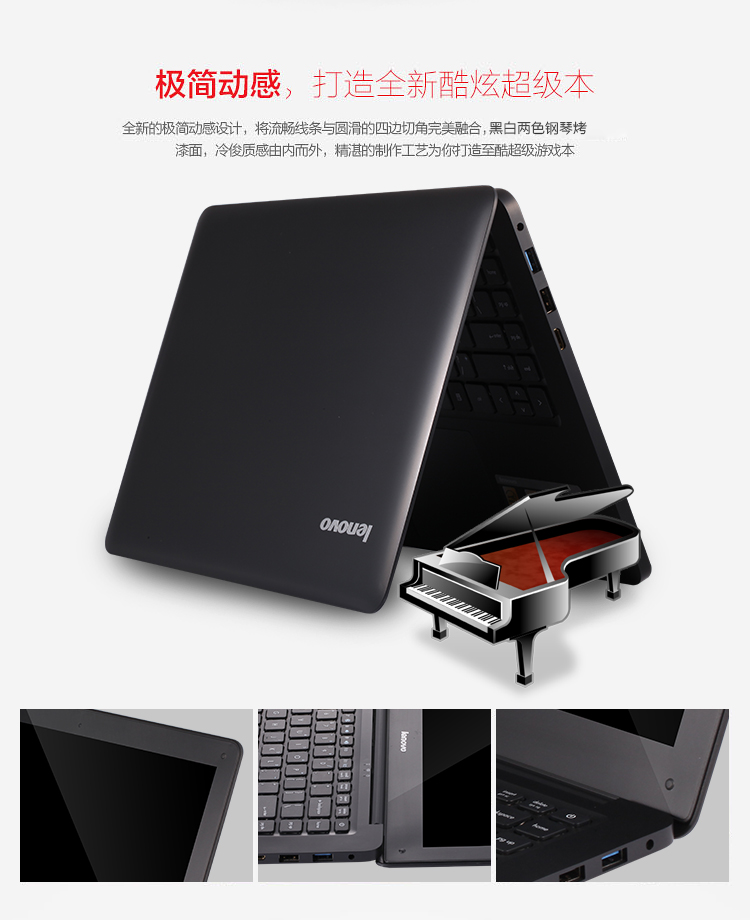 极简动感，打造全新酷炫超级本
全新的极简动感设计，将流畅线条与圆滑的四边切角完美融合，黑白两色钢琴烤
漆面，冷俊质感由内而外，精湛的制作工艺为你打造至酷超级游戏本
lenovo
lenovo
delete
home